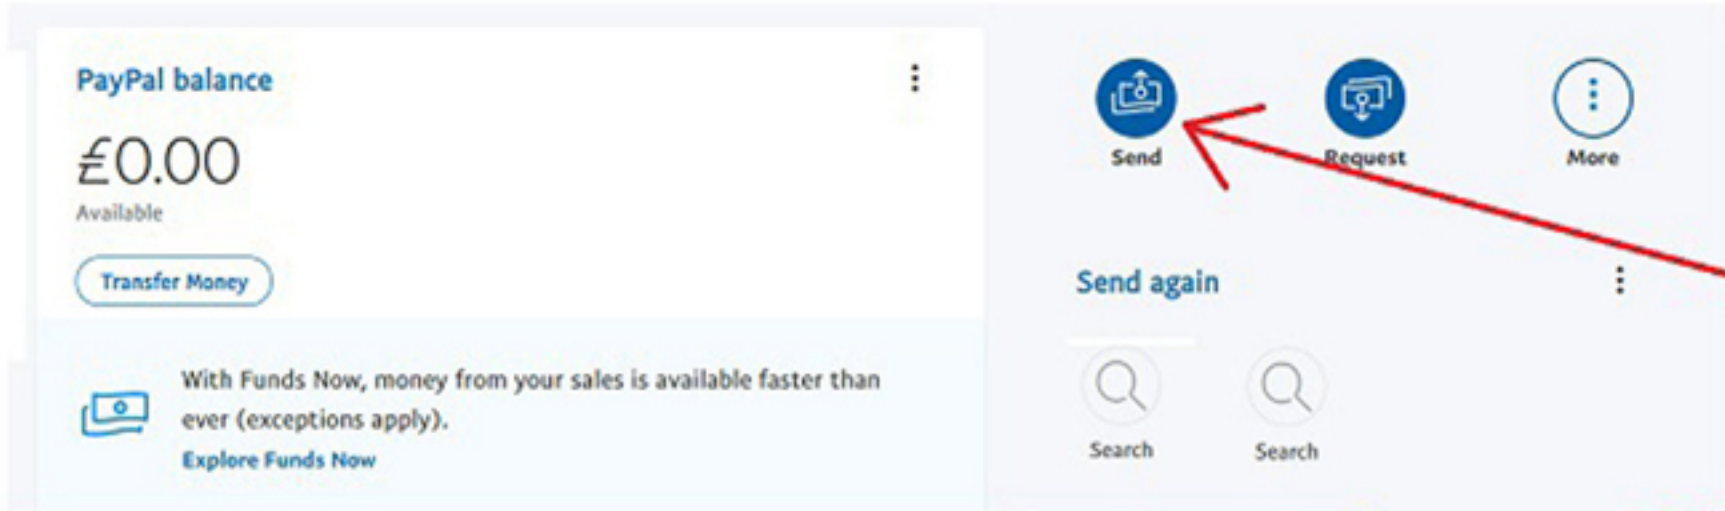 PayPal balance
£0.00
Available
Transfer Money
With Funds Now, money from your sales is available faster than
ever (exceptions apply).
Explore Funds Now
Send
Request
More
Send again
Search
Search